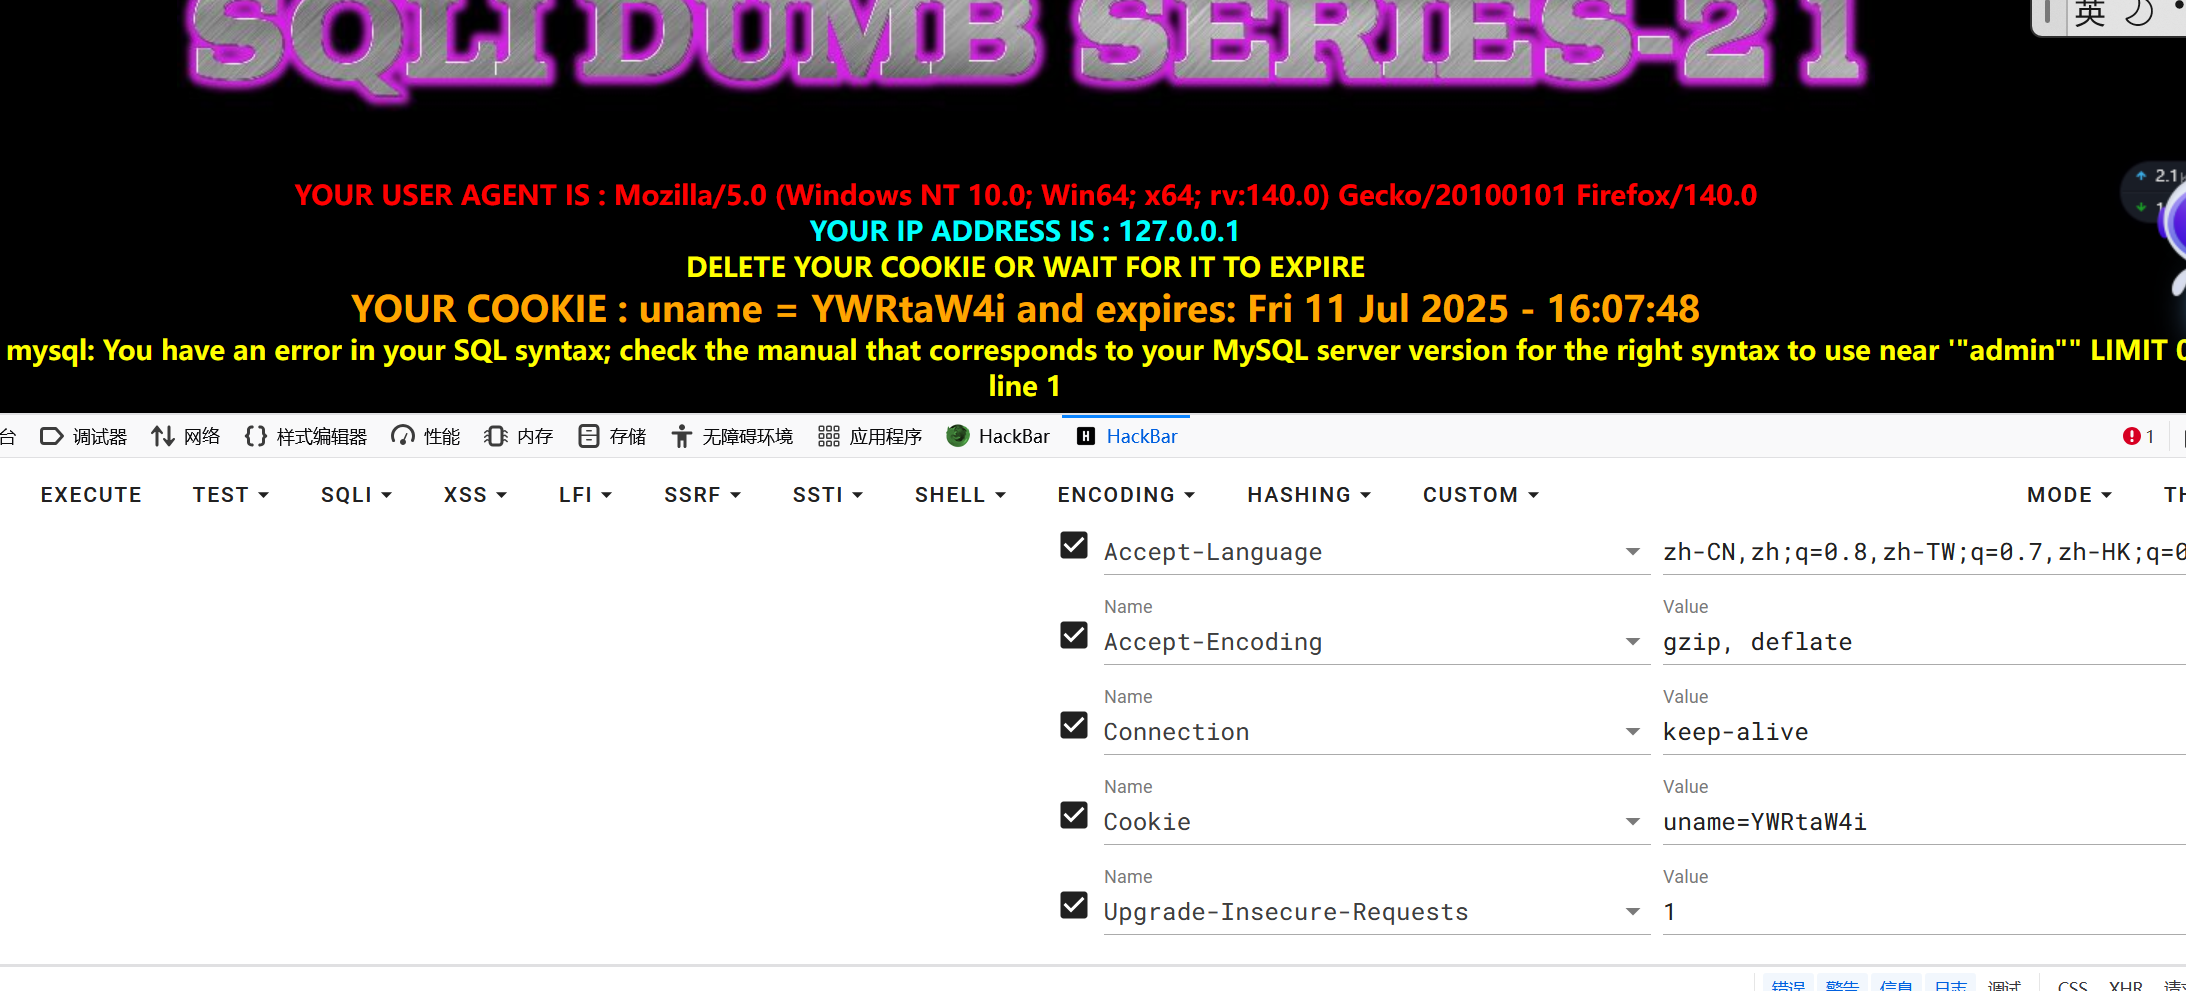 SQLI DUMB SERIES-21
英
2.1
YOUR USER AGENT IS : Mozilla/5.0 (Windows NT 10.0; Win64; x64; rv:140.0) Gecko/20100101 Firefox/140.0
YOUR IP ADDRESS IS : 127.0.0.1
DELETE YOUR COOKIE OR WAIT FOR IT TO EXPIRE
YOUR COOKIE : uname = YWRtaW4i and expires: Fri 11 Jul 2025 - 16:07:48
mysql: You have an error in your SQL syntax; check the manual that corresponds to your MySQL server version for the right syntax to use near '"admin"" LIMIT
line 1
台 调试器 网络 样式编辑器 性能 内存 存储 无障碍环境 应用程序 HackBar HackBar 1
EXECUTE TEST SQLI XSS LFI SSRF SSTI SHELL ENCODING HASHING CUSTOM MODE
Accept-Language zh-CN,zh;q=0.8,zh-TW;q=0.7,zh-HK;q=0
Name Value
Accept-Encoding gzip, deflate
Name Value
Connection keep-alive
Name Value
Cookie uname=YWRtaW4i
Name Value
Upgrade-Insecure-Requests 1
错误 警告 信息 日志 调试 CSS XHR